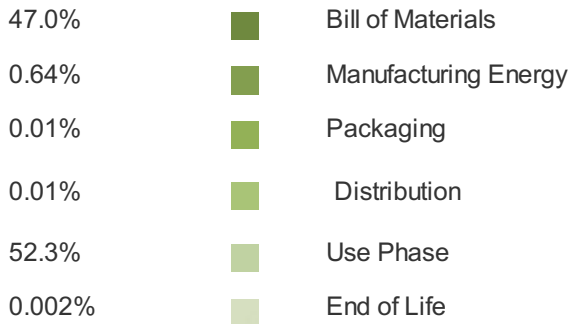 47.0% Bill of Materials
0.64% Manufacturing Energy
0.01% Packaging
0.01% Distribution
52.3% Use Phase
0.002% End of Life